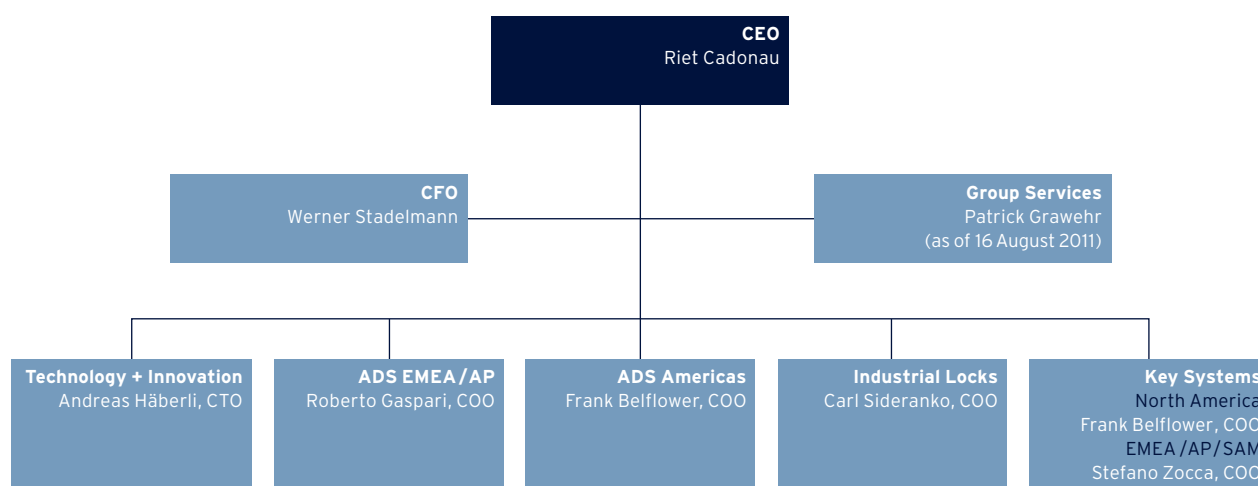 CEO
Riet Cadonau
CFO
Werner Stadelmann
Group Services
Patrick Grawehr
(as of 16 August 2011)
Technology + Innovation
Andreas Häberli, CTO
ADS EMEA/AP
Roberto Gaspari, COO
ADS Americas
Frank Belflower, COO
Industrial Locks
Carl Sideranko, COO
Key Systems
North America
Frank Belflower, COO
EMEA/AP/SAM
Stefano Zocca, COO